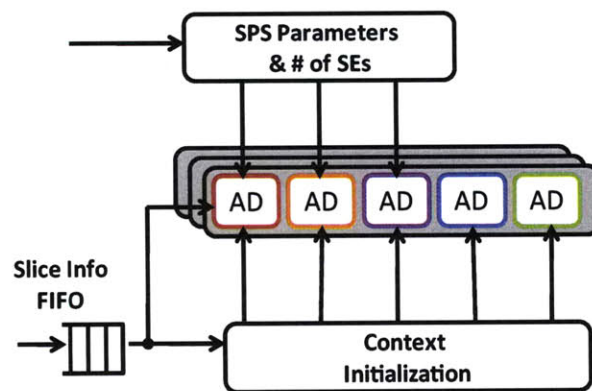 SPS Parameters
& # of SEs
AD AD AD AD AD
Slice Info
FIFO
Context
Initialization